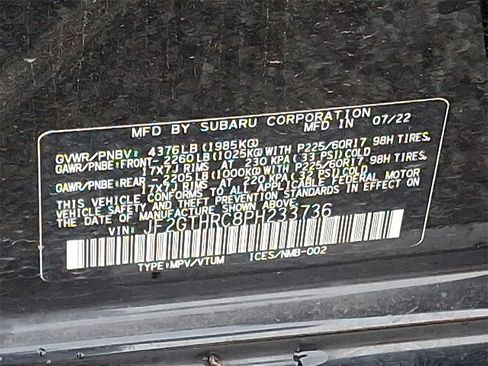 MFD BY SUBARU CORPORATION
MFD IN 07/22
GVWR/PNBV: 4376LB(1985KG)
GAWR/PNBE:FRONT-2260LB(1025KG)WITH P225/60R17 98H TIRES,
17x7J RIMS AT 230 KPA(33 PSI)COLD
GAWR/PNBE:REAR 2205LB(1000KG)WITH P225/60R17 98H TIRES,
17x7J RIMS AT 220 KPA(32 PSI)COLD
THIS VEHICLE CONFORMS TO ALL APPLICABLE FEDERAL MOTOR
VEHICLE SAFETY AND THEFT PREVENTION STANDARDS IN EFFECT ON
THE DATE OF MANUFACTURE SHOWN ABOVE
VIN: JF2GTHRC8PH233736
TYPE:MPV/VTUM ICES/NMB-002